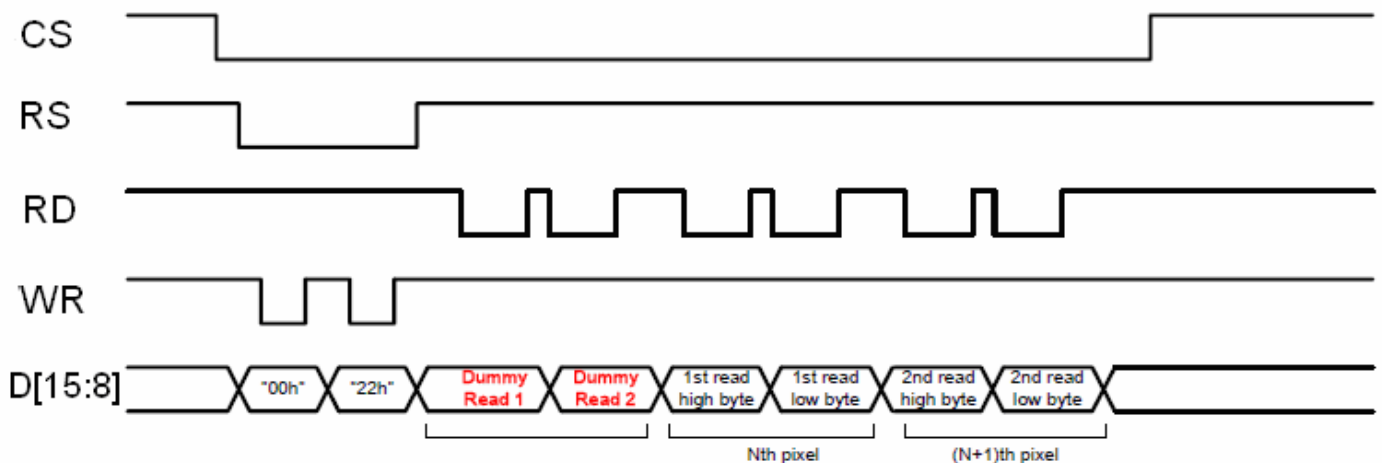 CS
RS
RD
WR
D[15:8]
"00h"
"22h"
Dummy
Read 1
Dummy
Read 2
1st read
high byte
1st read
low byte
2nd read
high byte
2nd read
low byte
Nth pixel
(N+1)th pixel